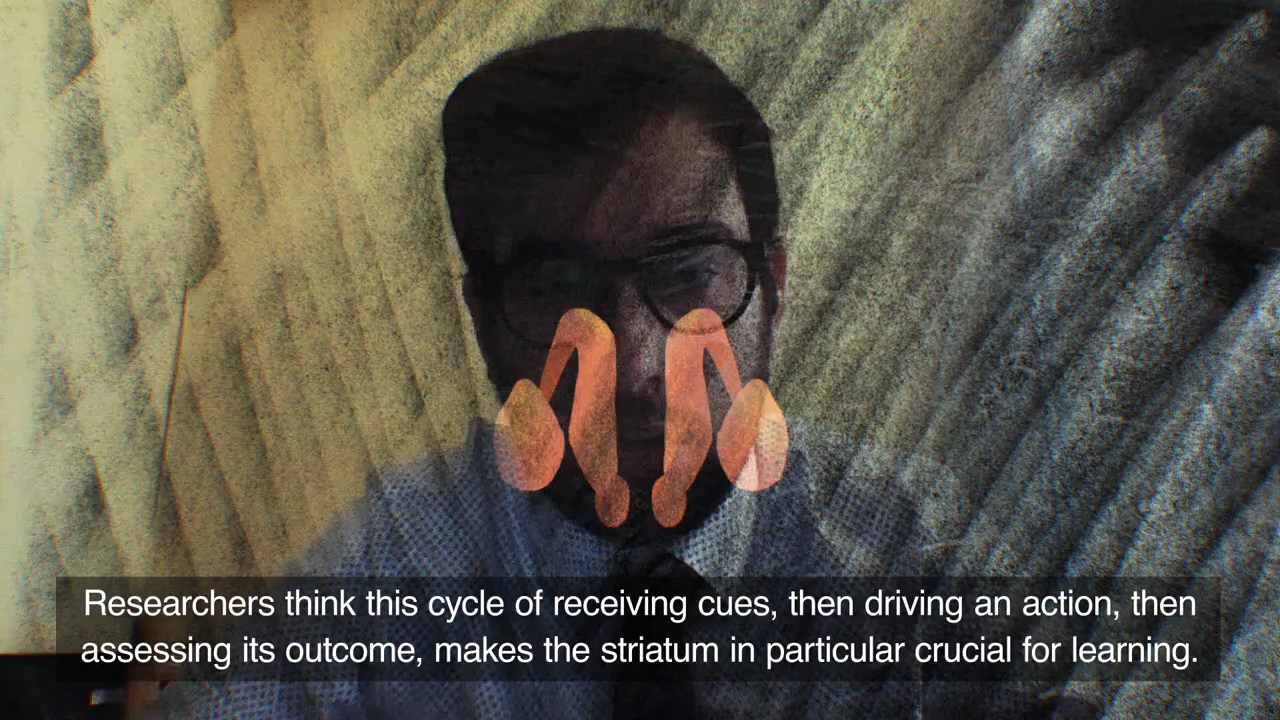 Researchers think this cycle of receiving cues, then driving an action, then
assessing its outcome, makes the striatum in particular crucial for learning.